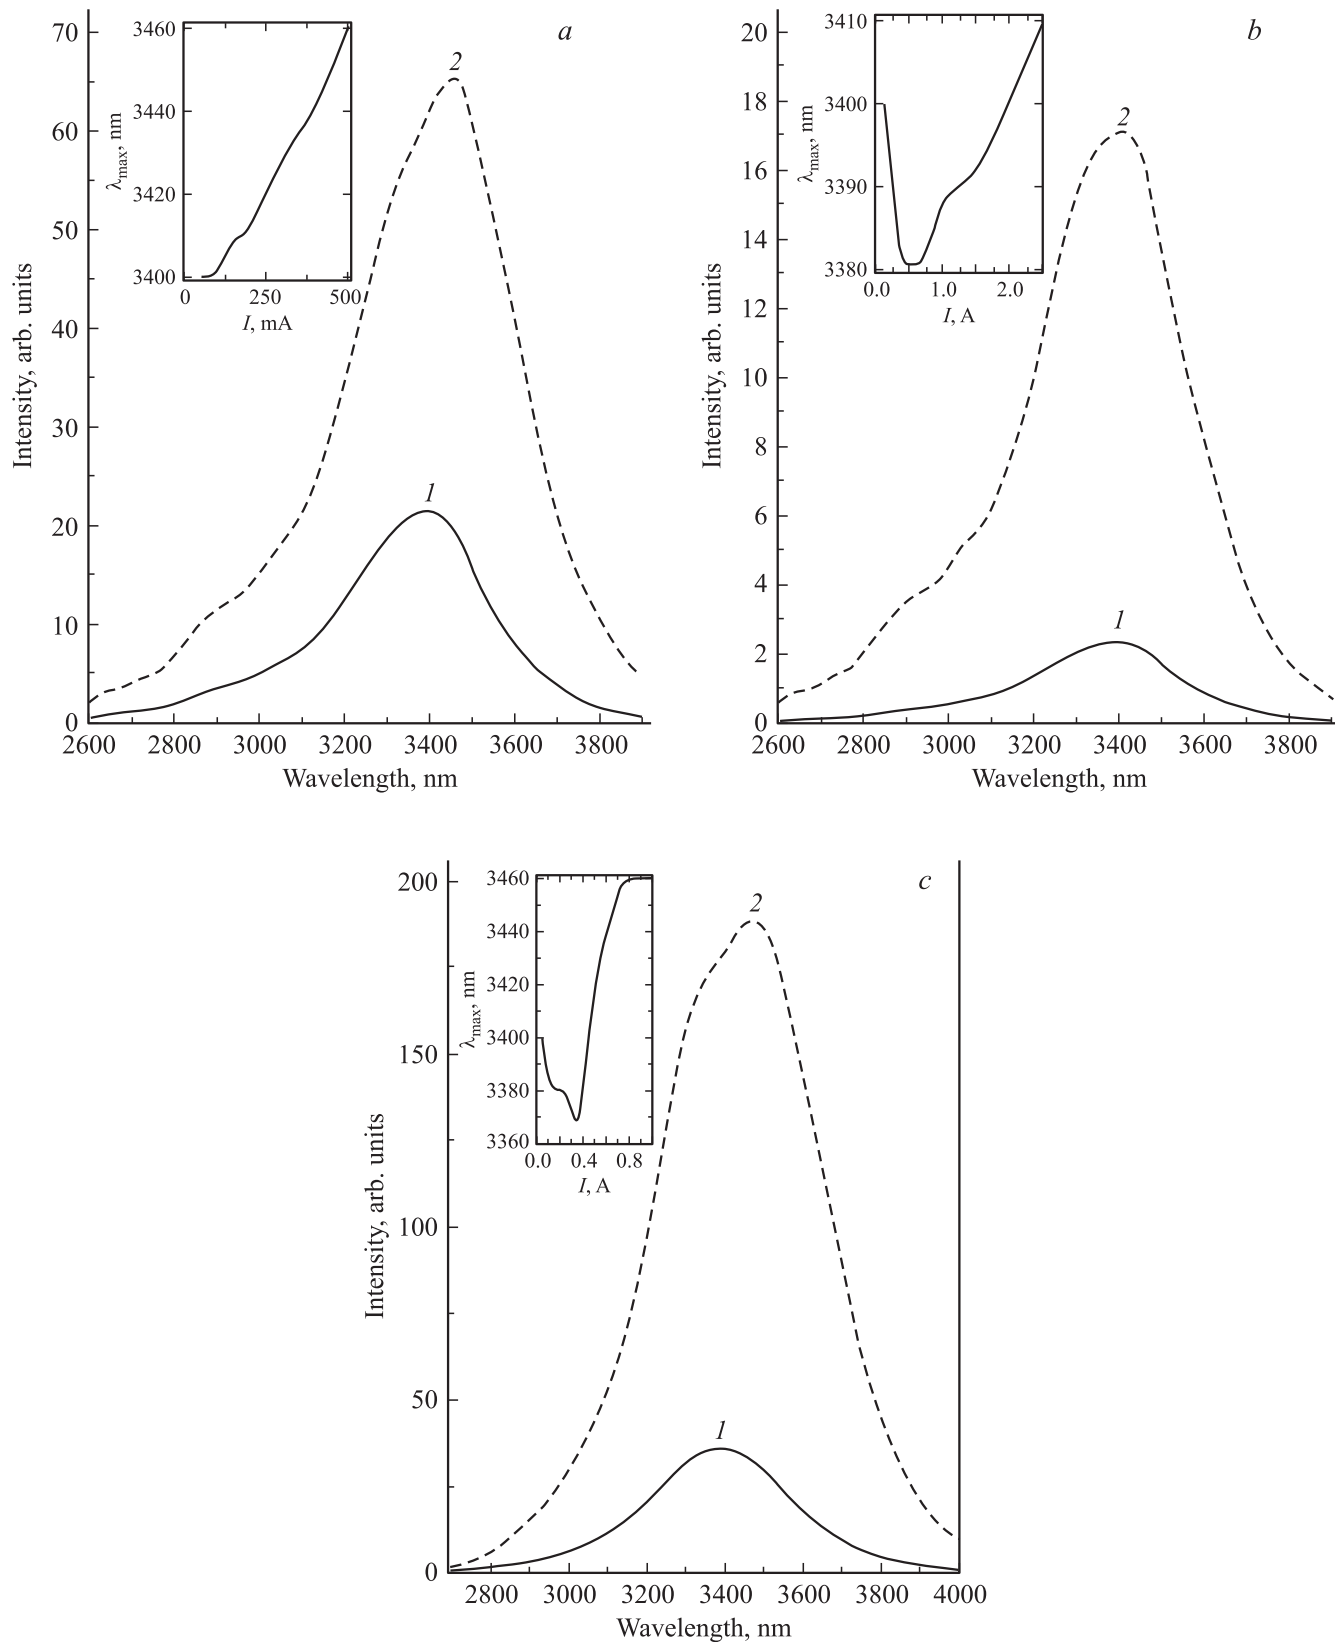 a
Intensity, arb. units
70
60
50
40
30
20
10
0
2600 2800 3000 3200 3400 3600 3800
Wavelength, nm
2
1
λmax, nm
3460
3440
3420
3400
0 250 500
I, mA
b
Intensity, arb. units
20
18
16
14
12
10
8
6
4
2
0
2600 2800 3000 3200 3400 3600 3800
Wavelength, nm
2
1
λmax, nm
3410
3400
3390
3380
0.0 1.0 2.0
I, A
c
Intensity, arb. units
200
150
100
50
0
2800 3000 3200 3400 3600 3800 4000
Wavelength, nm
2
1
λmax, nm
3460
3440
3420
3400
3380
3360
0.0 0.4 0.8
I, A